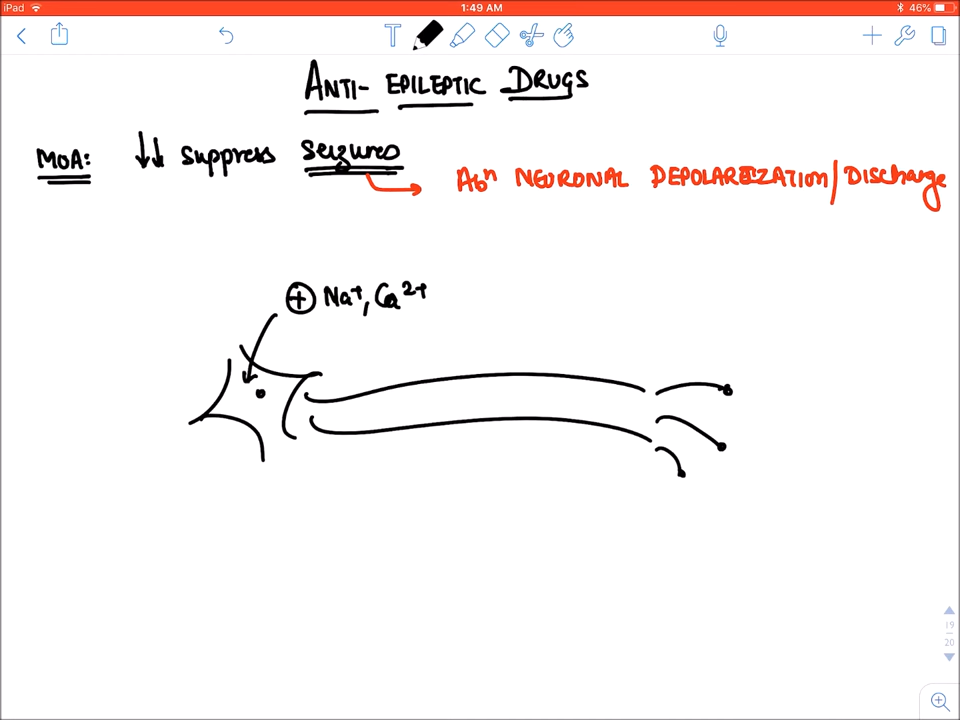 iPad 1:49 AM 46%
T
ANTI- EPILEPTIC DRUGS
MOA: ↓↓ suppress seizures
Abⁿ NEURONAL DEPOLARIZATION/Discharge
⊕ Na⁺, Ca²⁺
19
20